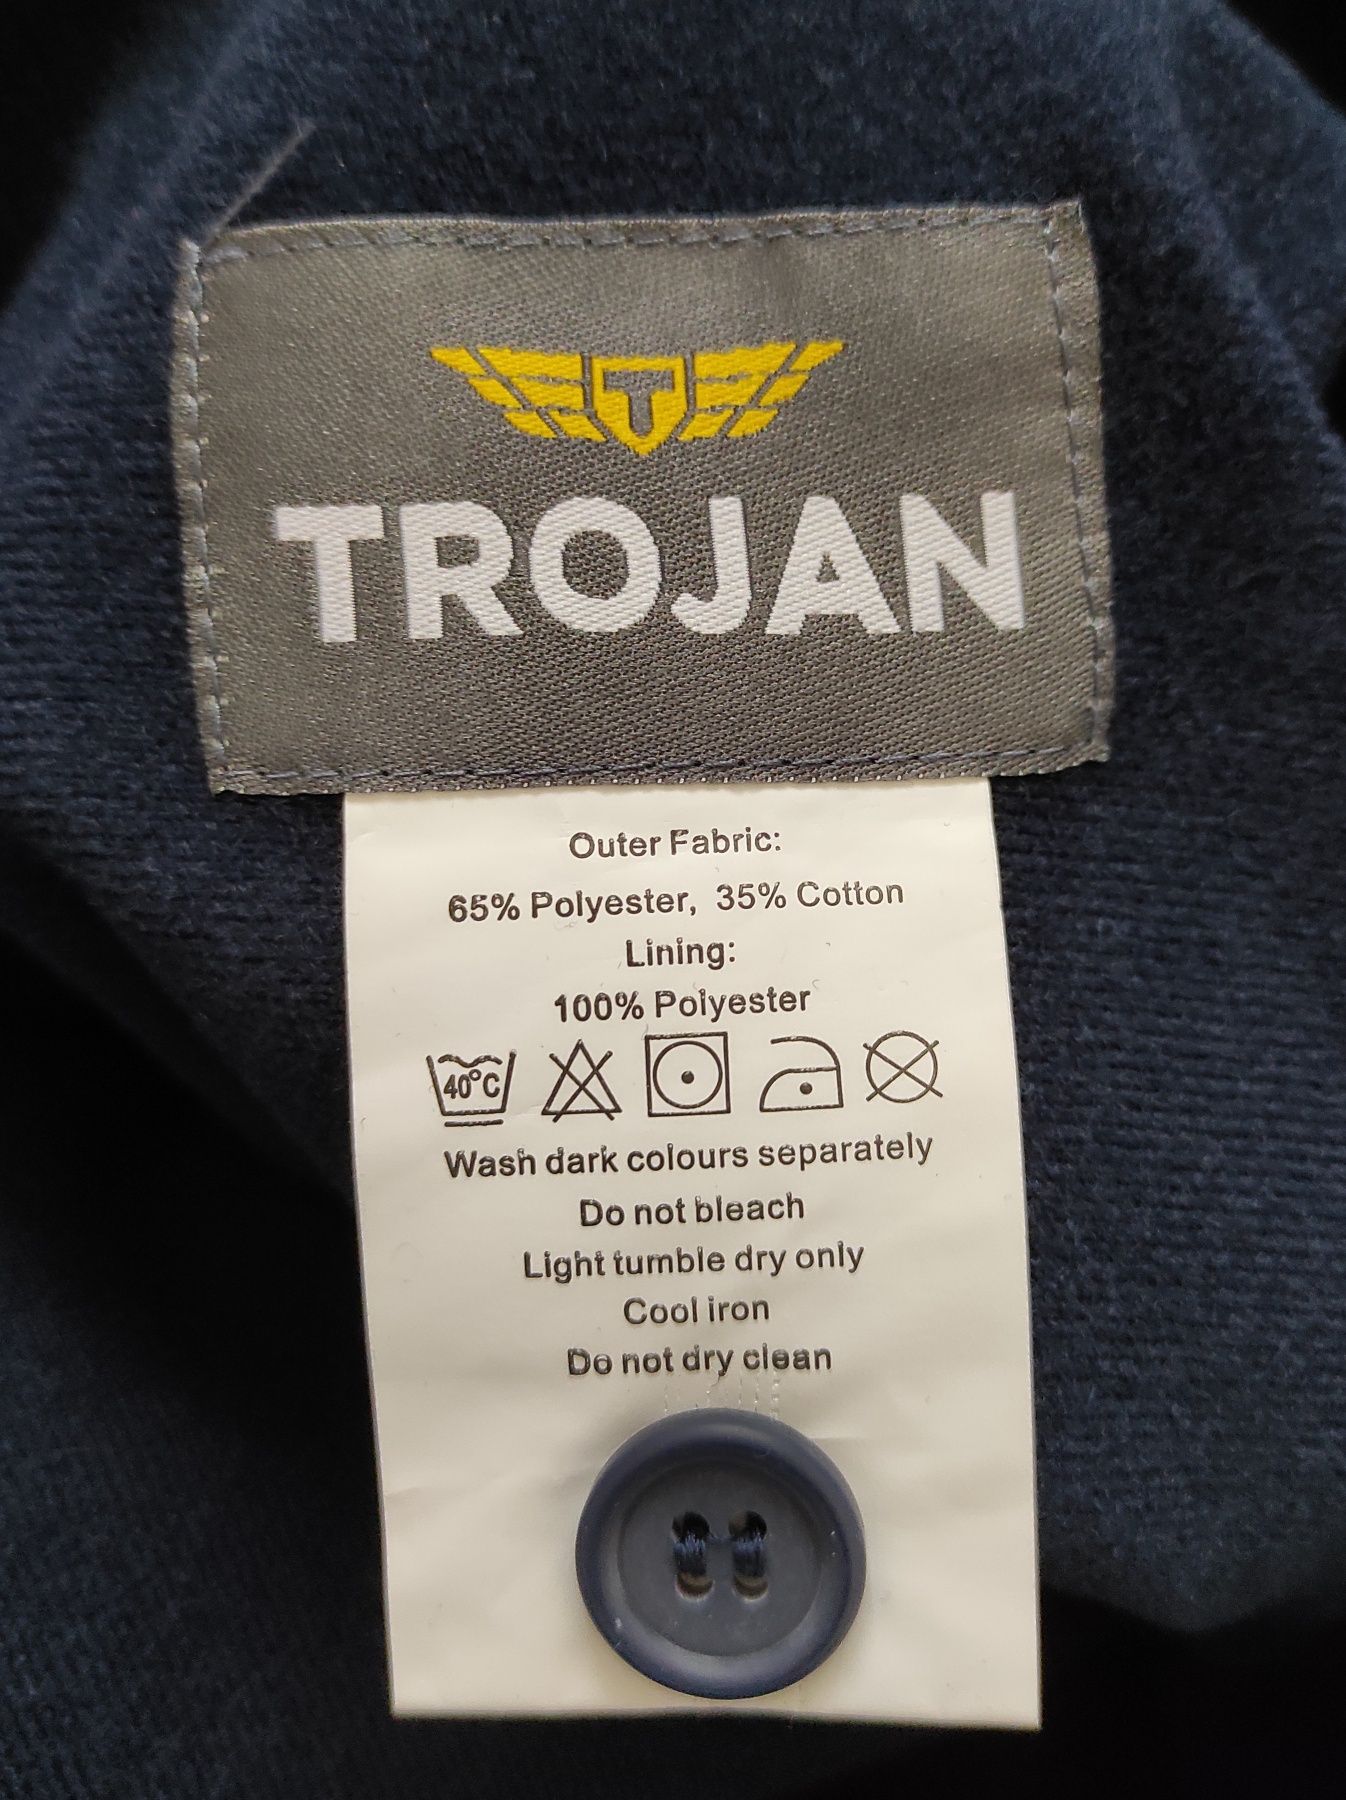 T
TROJAN
Outer Fabric:
65% Polyester, 35% Cotton
Lining:
100% Polyester
40°C
Wash dark colours separately
Do not bleach
Light tumble dry only
Cool iron
Do not dry clean